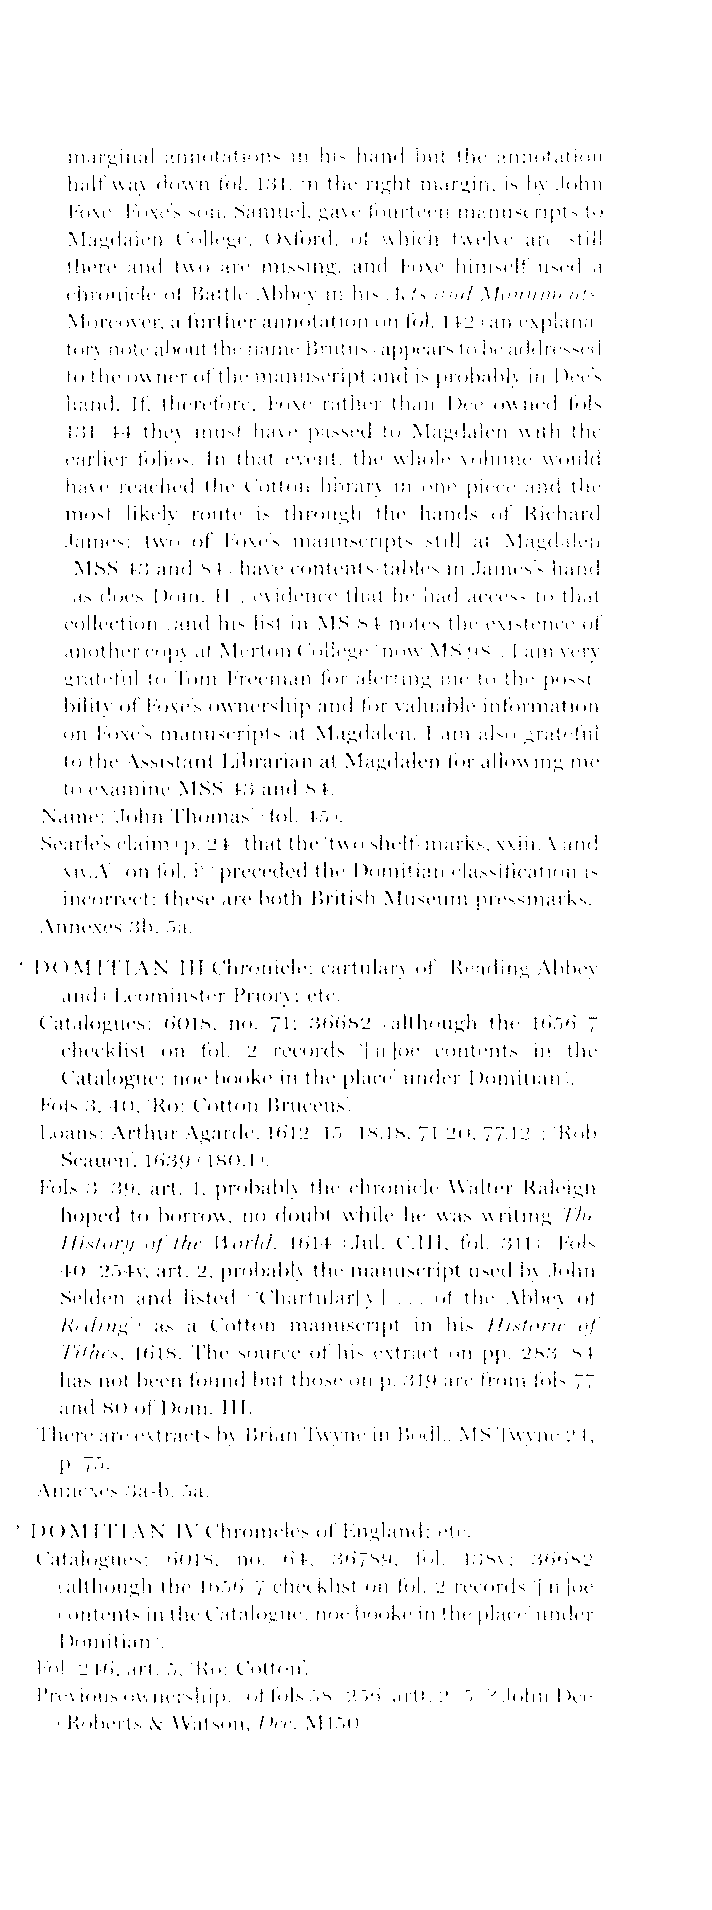 marginal annotations in his hand but the annotation
half way down fol. 131, in the right margin, is by John
Foxe. Foxe's son, Samuel, gave fourteen manuscripts to
Magdalen College, Oxford, of which twelve are still
there and two are missing, and Foxe himself used a
chronicle of Battle Abbey in his Acts and Monuments.
Moreover, a further annotation on fol. 142 (an explana-
tory note about the name Brutus) appears to be addressed
to the owner of the manuscript and is probably in Dee's
hand. If, therefore, Foxe rather than Dee owned fols
131–44 they must have passed to Magdalen with the
earlier folios. In that event, the whole volume would
have reached the Cotton library in one piece and the
most likely route is through the hands of Richard
James: two of Foxe's manuscripts still at Magdalen
(MSS 43 and 84) have contents-tables in James's hand
(as does Dom. II), evidence that he had access to that
collection, and his list in MS 84 notes the existence of
another copy at Merton College (now MS 98). I am very
grateful to Tom Freeman for alerting me to the possi-
bility of Foxe's ownership and for valuable information
on Foxe's manuscripts at Magdalen. I am also grateful
to the Assistant Librarian at Magdalen for allowing me
to examine MSS 43 and 84.
Name: 'John Thomas' (fol. 45v).
Searle's claim (p. 24) that the 'two shelf-marks, xxiii.A and
xiv.A' on fol. i preceded the Domitian classification is
incorrect: these are both British Museum pressmarks.
Annexes 3b, 5a.
DOMITIAN III Chronicle; cartulary of (Reading Abbey
and) Leominster Priory; etc.
Catalogues: 6018, no. 71; 36682 (although the 1656–7
checklist on fol. 2 records '[n]oe contents in the
Catalogue: noe booke in the place' under Domitian).
Fols 3, 40, 'Ro: Cotton Bruceus'.
Loans: Arthur Agarde, 1612–15 (48.48, 71.20, 77.12); 'Rob
Scauen', 1639 (180.1).
Fols 3–39, art. 1, probably the chronicle Walter Raleigh
hoped to borrow, no doubt while he was writing The
History of the World, 1614 (Jul. C.III, fol. 311). Fols
40–254v, art. 2, probably the manuscript used by John
Selden and listed ('Chartular[y] . . . of the Abbey of
Reding') as a Cotton manuscript in his Historie of
Tithes, 1618. The source of his extract on pp. 283–84
has not been found but those on p. 319 are from fols 77
and 80 of Dom. III.
There are extracts by Brian Twyne in Bodl., MS Twyne 24,
p. 75.
Annexes 3a-b, 5a.
DOMITIAN IV Chronicles of England; etc.
Catalogues: 6018, no. 64; 36789, fol. 138v; 36682
(although the 1656–7 checklist on fol. 2 records '[n]oe
contents in the Catalogue, noe booke in the place' under
Domitian).
Fol. 246, art. 5, 'Ro: Cotton'.
Previous ownership: (of fols 58–256, artt. 2–5) ?John Dee
(Roberts & Watson, Dee, M150